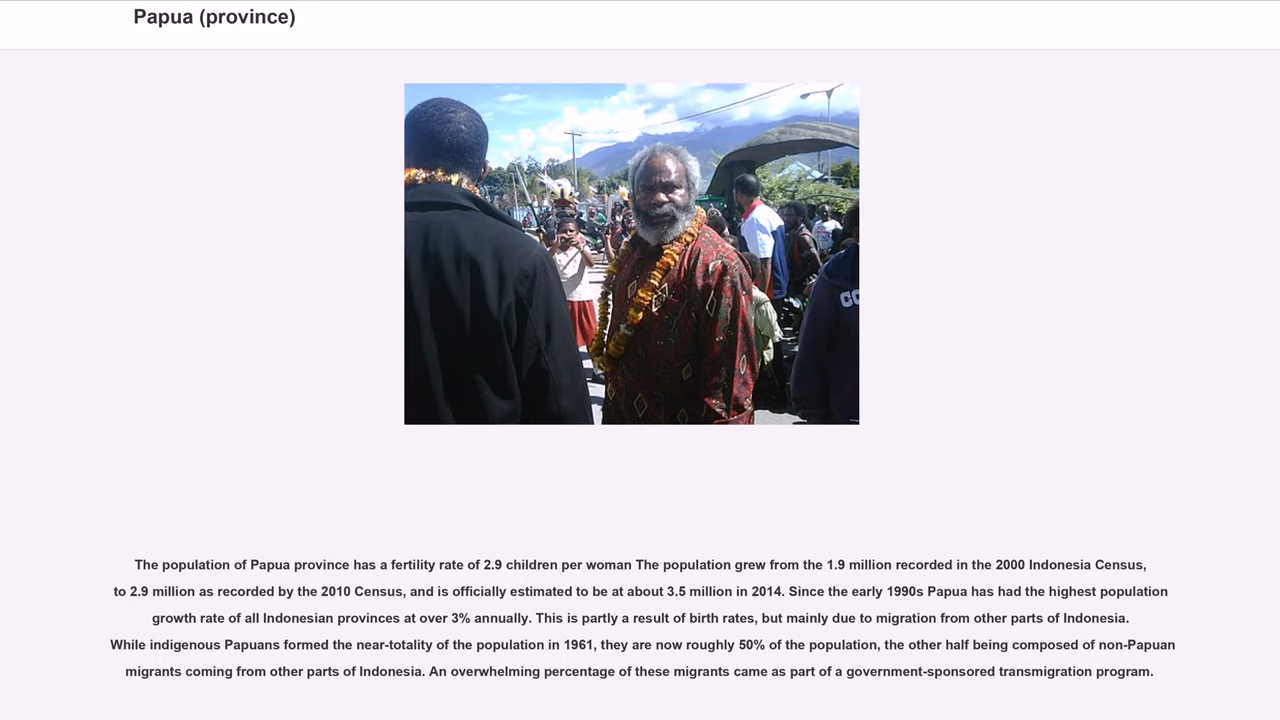 Papua (province)
CC
The population of Papua province has a fertility rate of 2.9 children per woman The population grew from the 1.9 million recorded in the 2000 Indonesia Census,
to 2.9 million as recorded by the 2010 Census, and is officially estimated to be at about 3.5 million in 2014. Since the early 1990s Papua has had the highest population
growth rate of all Indonesian provinces at over 3% annually. This is partly a result of birth rates, but mainly due to migration from other parts of Indonesia.
While indigenous Papuans formed the near-totality of the population in 1961, they are now roughly 50% of the population, the other half being composed of non-Papuan
migrants coming from other parts of Indonesia. An overwhelming percentage of these migrants came as part of a government-sponsored transmigration program.